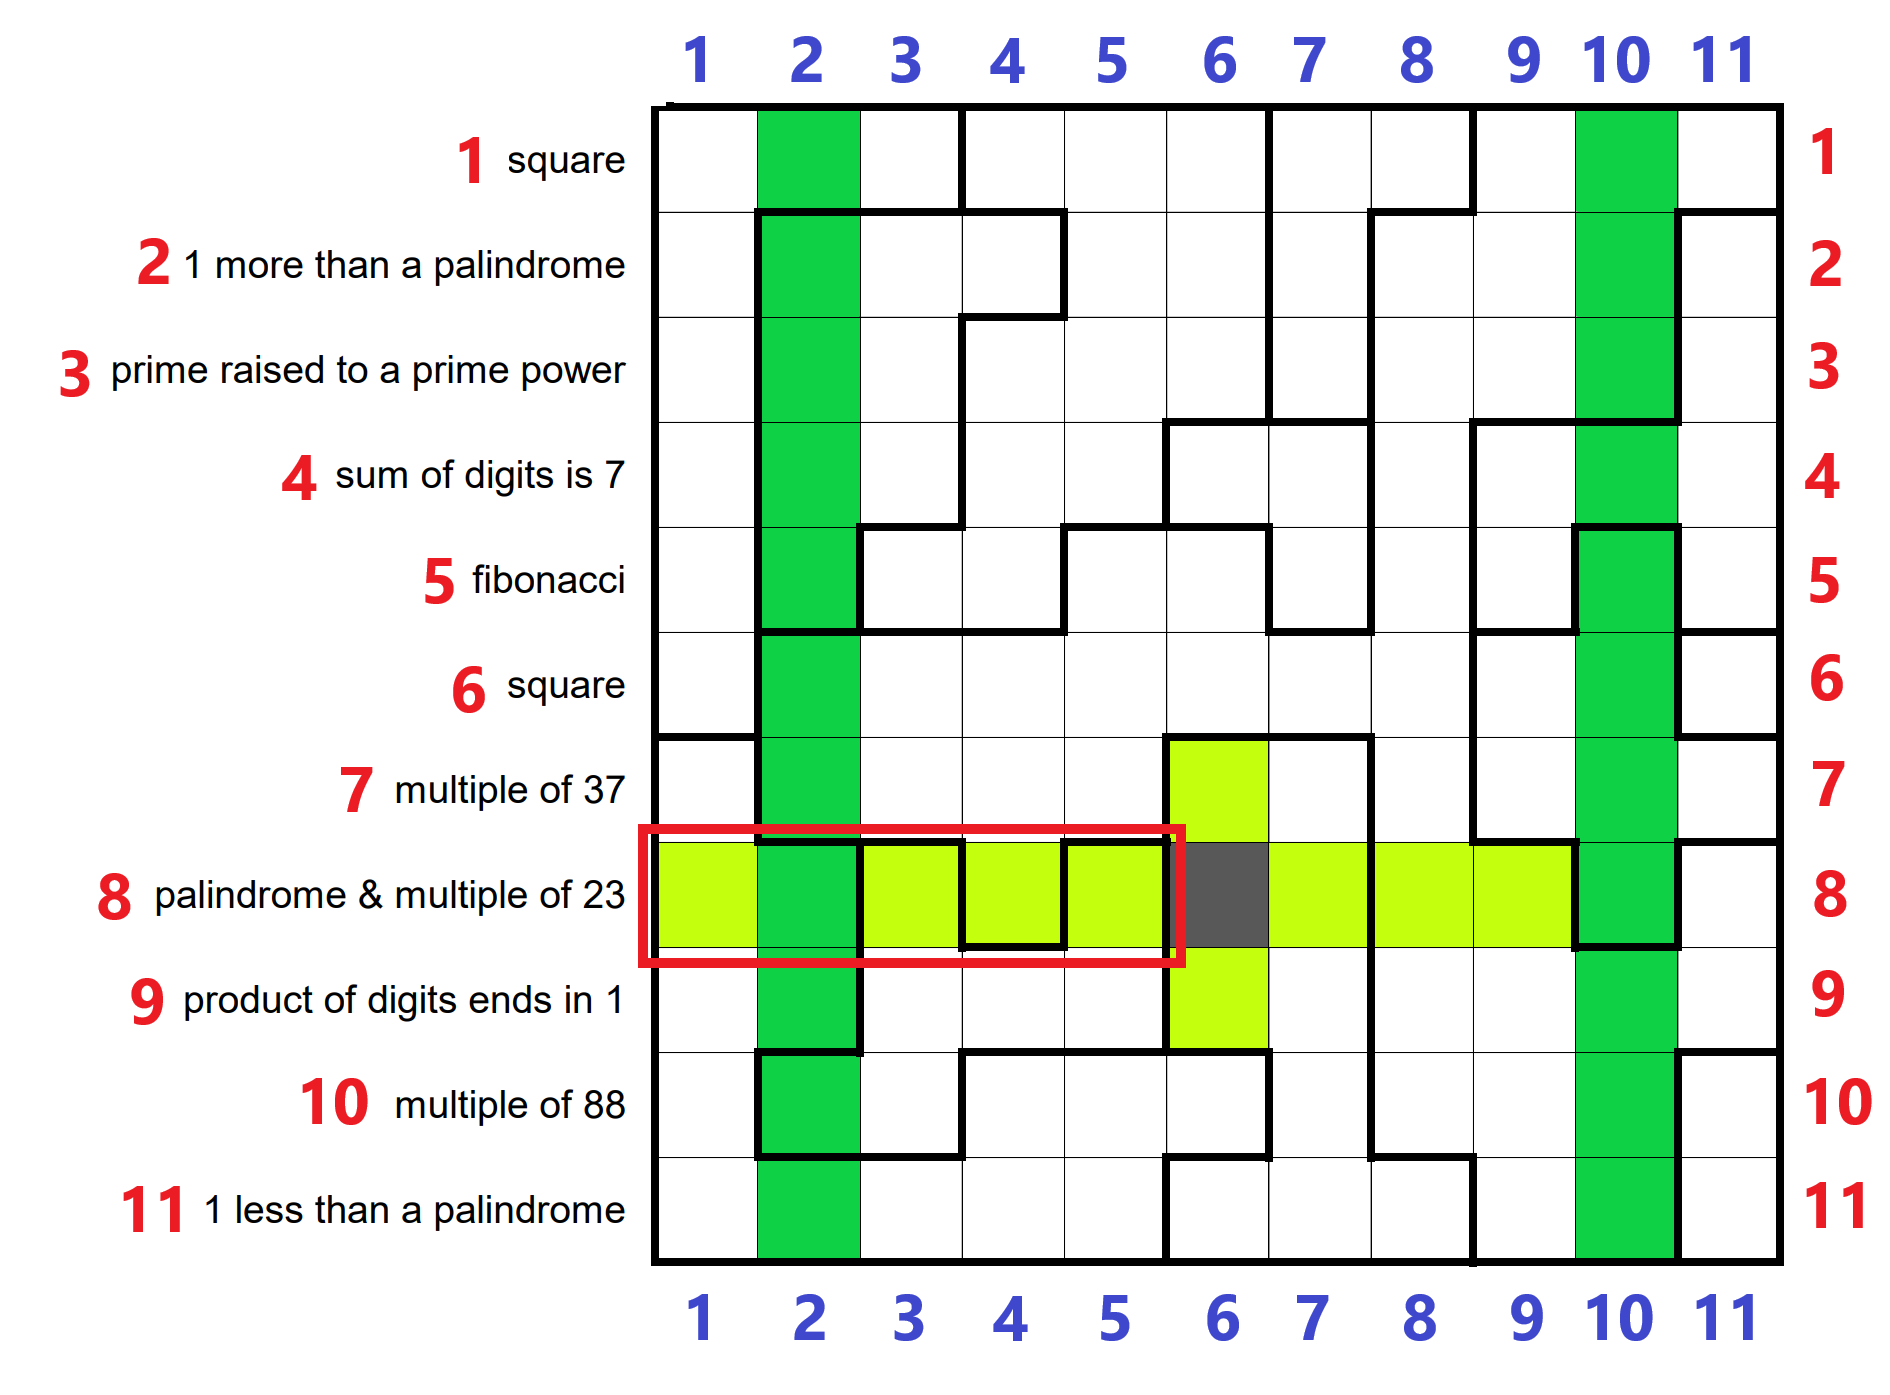 1 2 3 4 5 6 7 8 9 10 11
1 square 1
2 1 more than a palindrome 2
3 prime raised to a prime power 3
4 sum of digits is 7 4
5 fibonacci 5
6 square 6
7 multiple of 37 7
8 palindrome & multiple of 23 8
9 product of digits ends in 1 9
10 multiple of 88 10
11 1 less than a palindrome 11
1 2 3 4 5 6 7 8 9 10 11